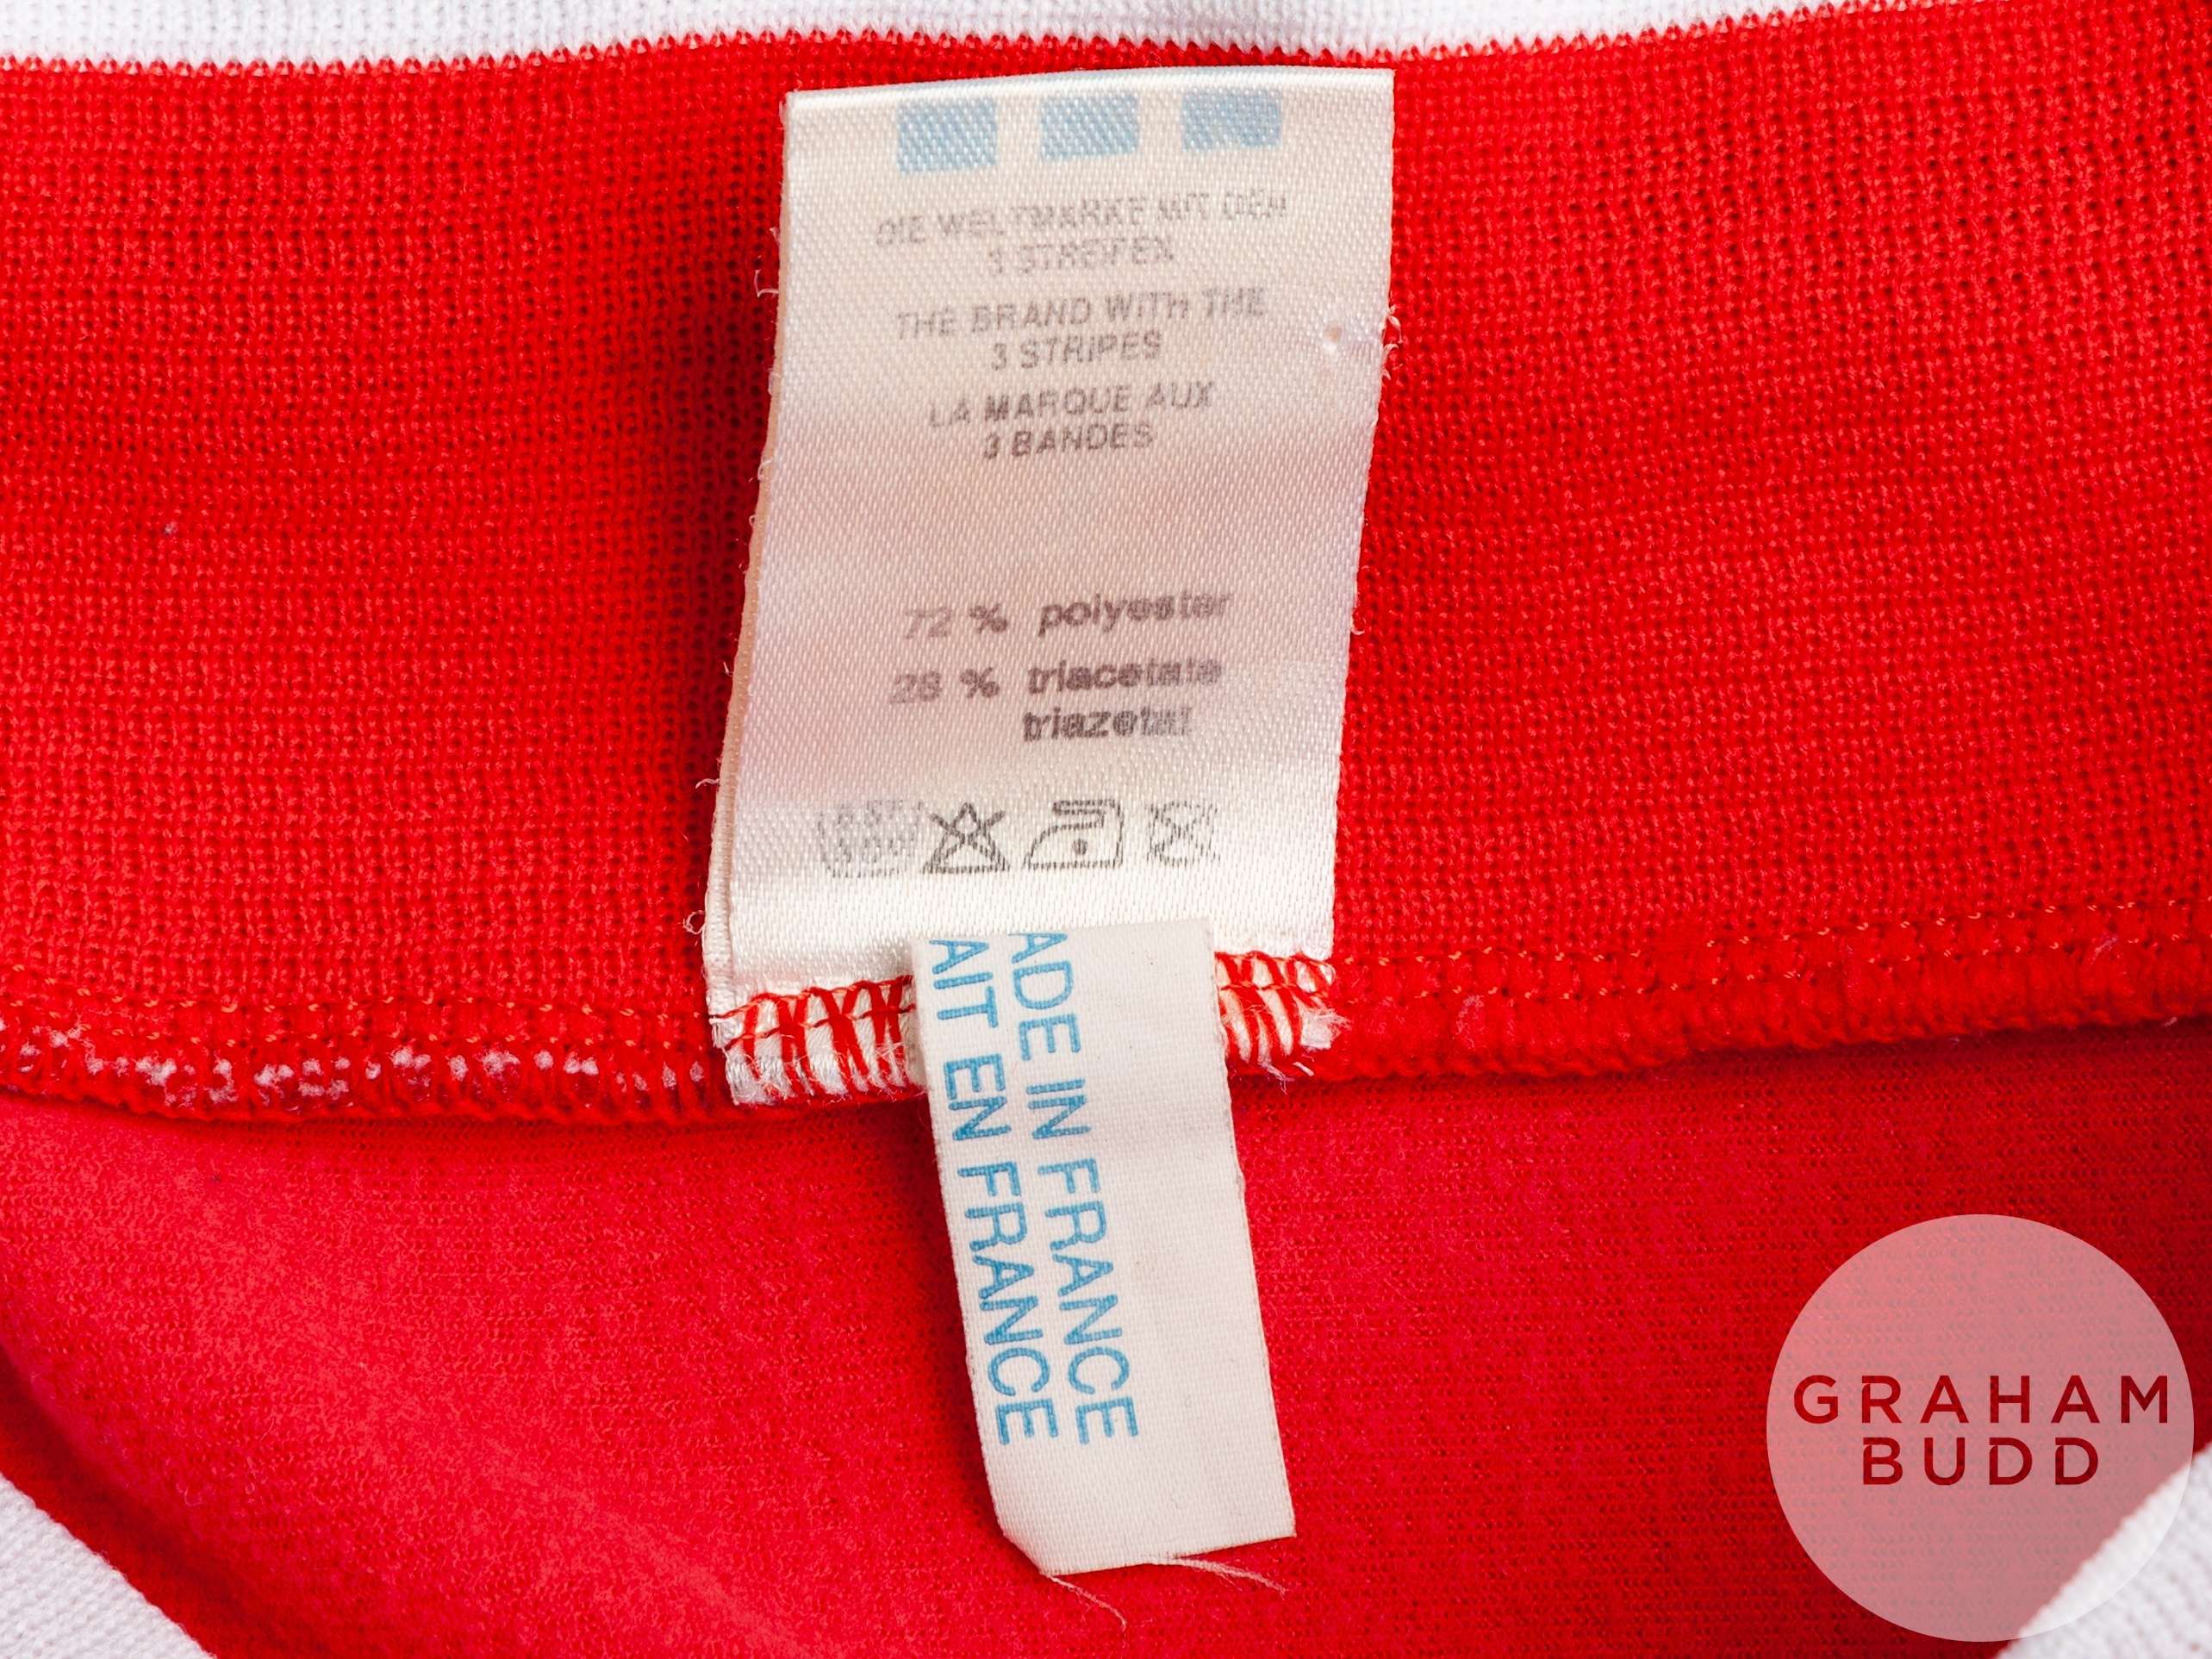 DIE WELTMARKE MIT DEN
3 STREIFEN
THE BRAND WITH THE
3 STRIPES
LA MARQUE AUX
3 BANDES
72 % polyester
28 % triacetate
triazetat
ADE IN FRANCE
AIT EN FRANCE
GRAHAM
BUDD